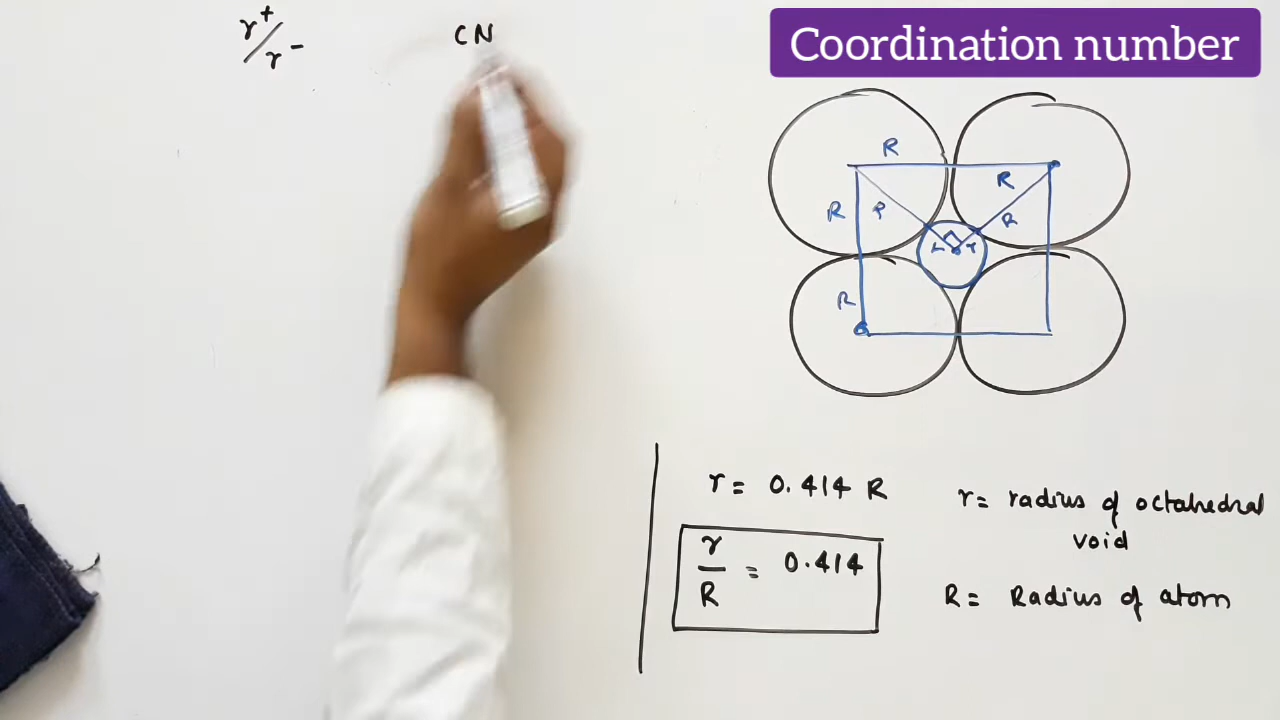 r+/r-
CN
Coordination number
R
R
R
R
R
r
R
r = 0.414 R
r/R = 0.414
r = radius of octahedral
void
R = Radius of atom